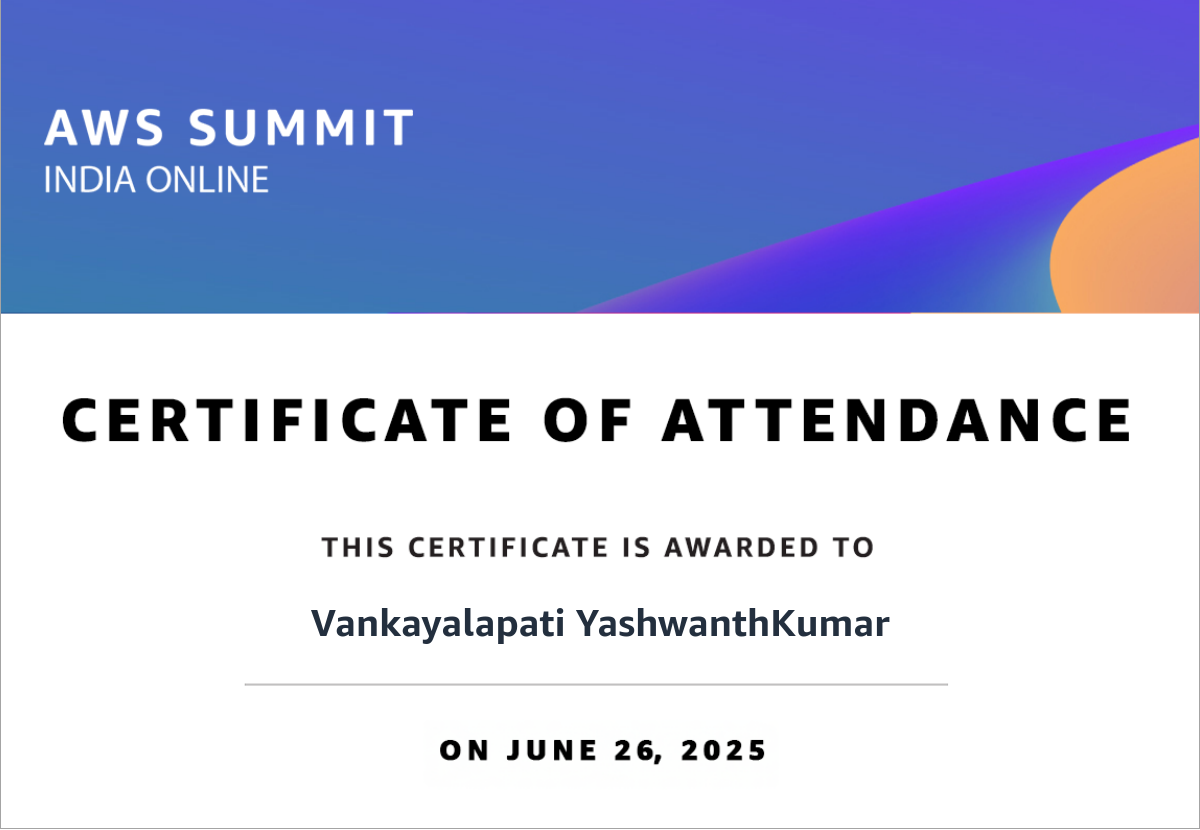 AWS SUMMIT
INDIA ONLINE
CERTIFICATE OF ATTENDANCE
THIS CERTIFICATE IS AWARDED TO
Vankayalapati YashwanthKumar
ON JUNE 26, 2025